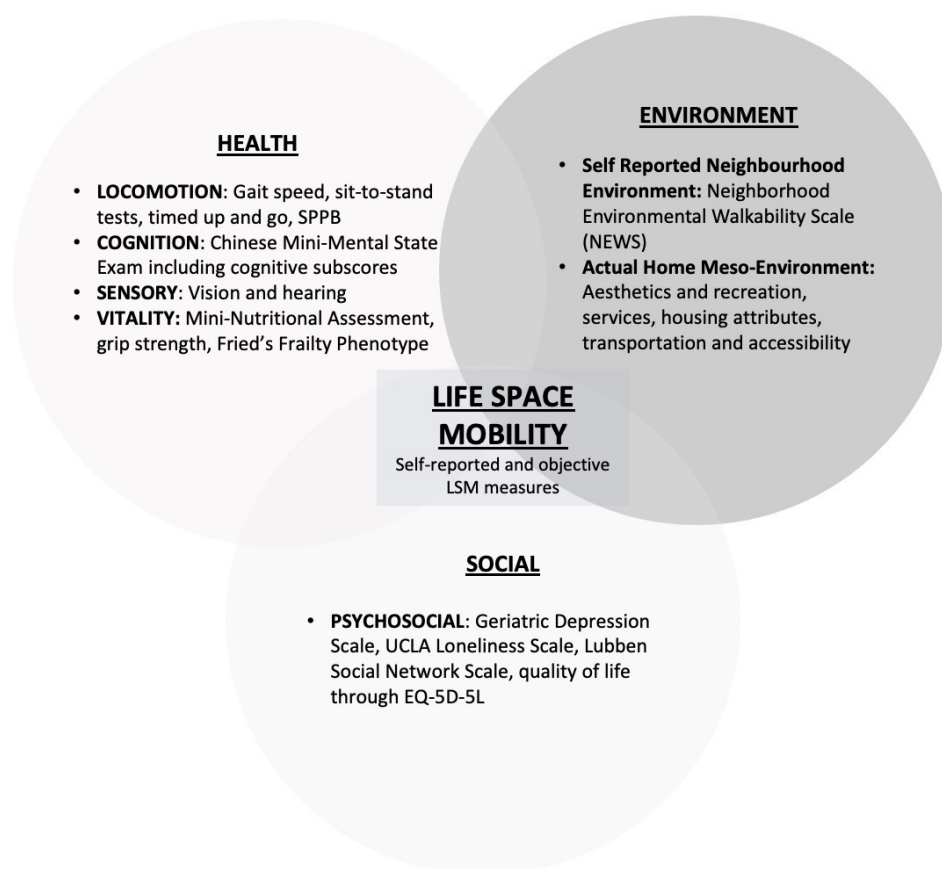 HEALTH
• LOCOMOTION: Gait speed, sit-to-stand
tests, timed up and go, SPPB
• COGNITION: Chinese Mini-Mental State
Exam including cognitive subscores
• SENSORY: Vision and hearing
• VITALITY: Mini-Nutritional Assessment,
grip strength, Fried's Frailty Phenotype
ENVIRONMENT
• Self Reported Neighbourhood
Environment: Neighborhood
Environmental Walkability Scale
(NEWS)
• Actual Home Meso-Environment:
Aesthetics and recreation,
services, housing attributes,
transportation and accessibility
LIFE SPACE
MOBILITY
Self-reported and objective
LSM measures
SOCIAL
• PSYCHOSOCIAL: Geriatric Depression
Scale, UCLA Loneliness Scale, Lubben
Social Network Scale, quality of life
through EQ-5D-5L